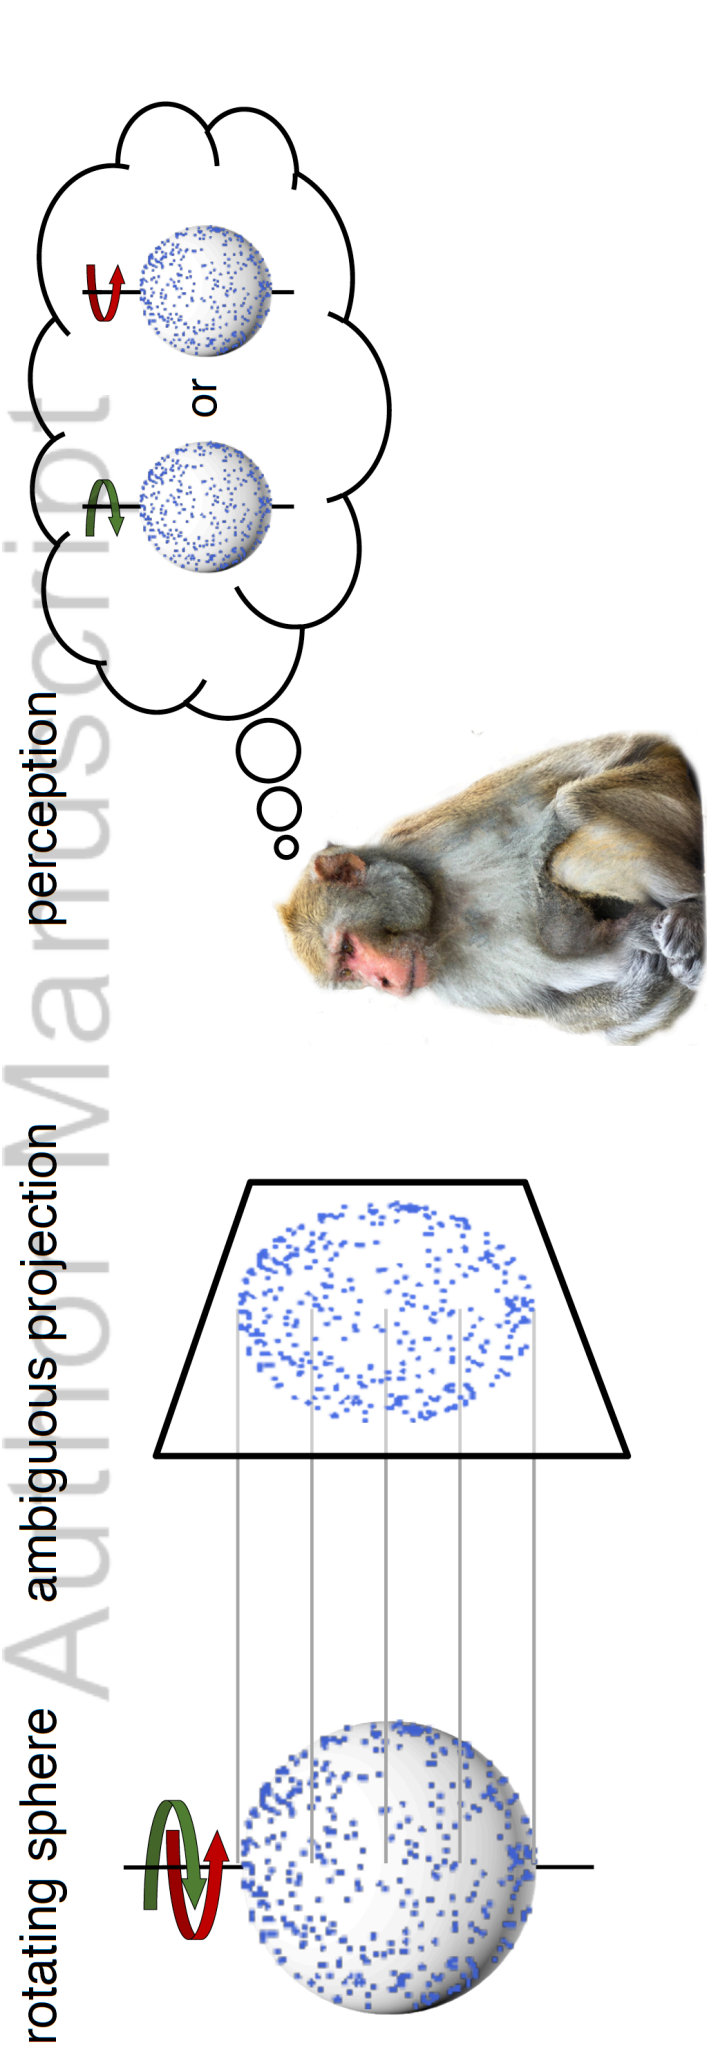 rotating sphere
ambiguous projection
perception
or
Author Manuscript